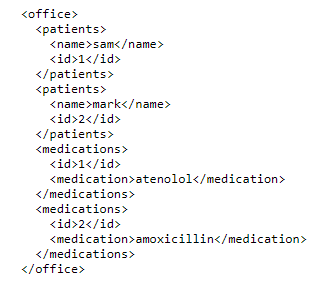 <office>
  <patients>
    <name>sam</name>
    <id>1</id>
  </patients>
  <patients>
    <name>mark</name>
    <id>2</id>
  </patients>
  <medications>
    <id>1</id>
    <medication>atenolol</medication>
  </medications>
  <medications>
    <id>2</id>
    <medication>amoxicillin</medication>
  </medications>
</office>